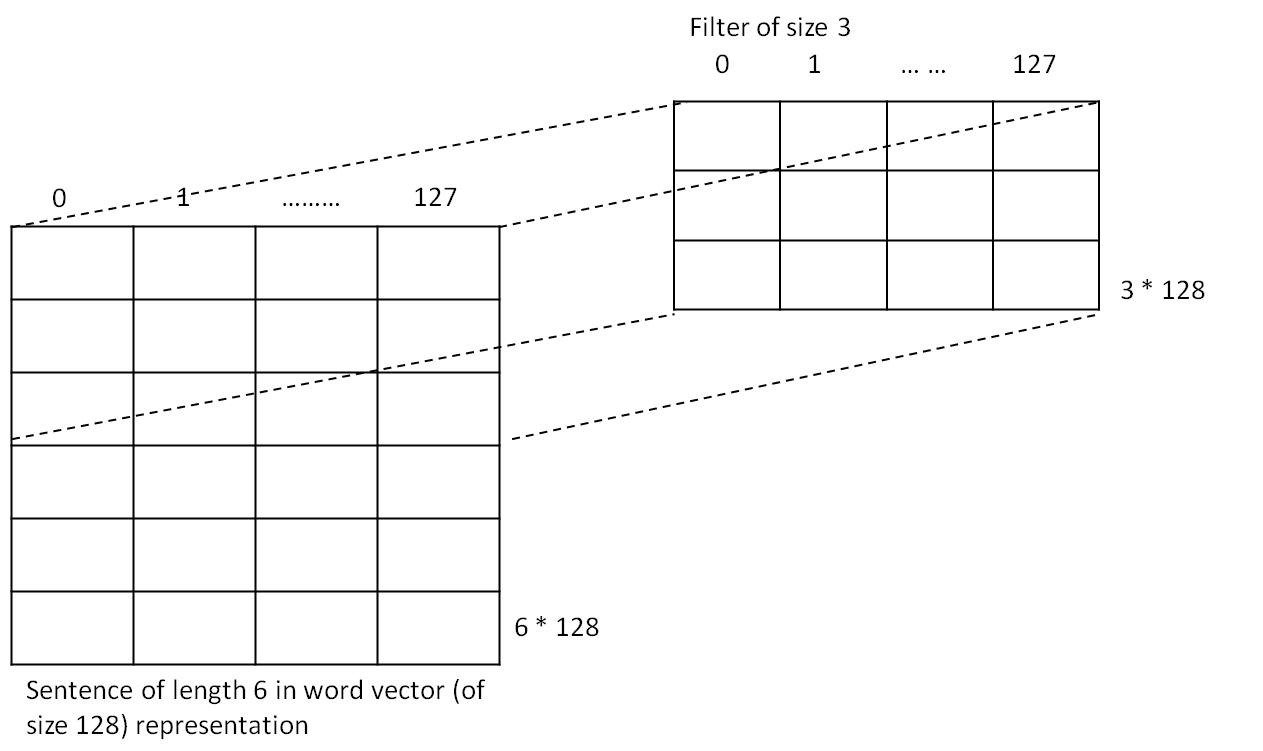 Filter of size 3
0 1 ... ... 127
0 1 ......... 127
3 * 128
6 * 128
Sentence of length 6 in word vector (of
size 128) representation